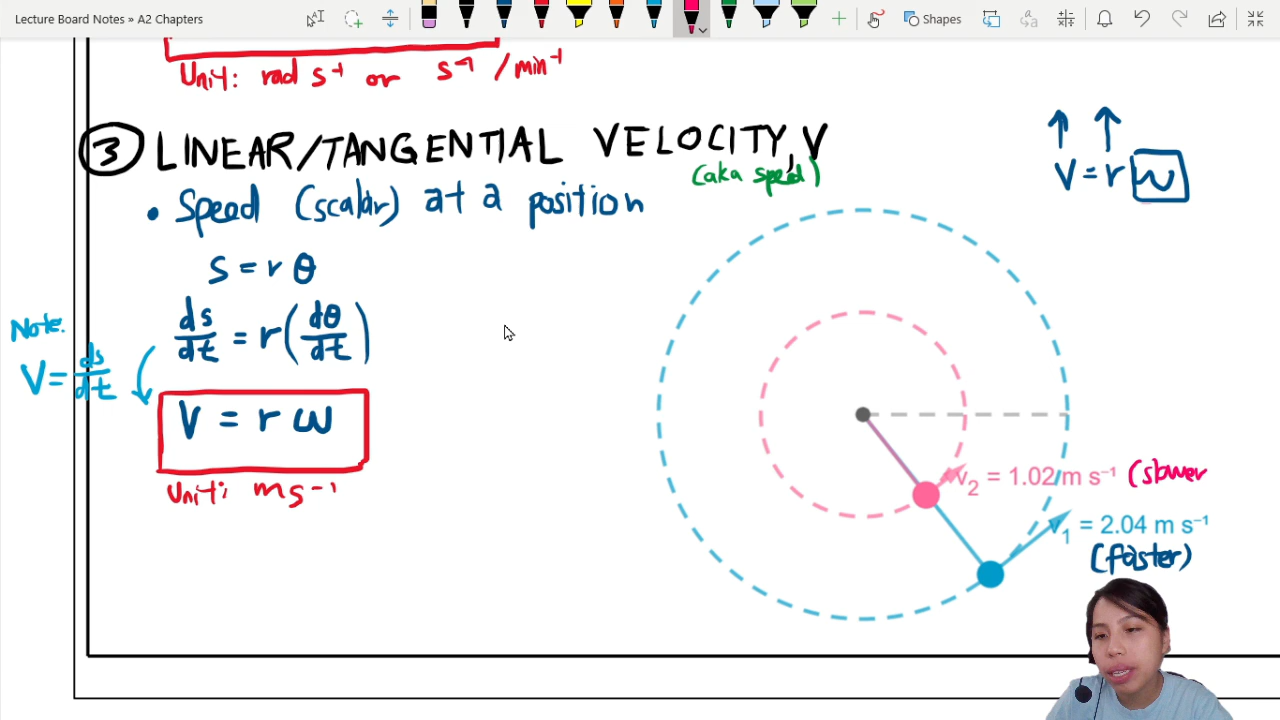 Lecture Board Notes » A2 Chapters
Shapes
Unit: rad s⁻¹ or s⁻¹ / min⁻¹
③ LINEAR/TANGENTIAL VELOCITY, V
(aka speed)
• Speed (scalar) at a position
V = r ω
s = r θ
ds/dt = r (dθ/dt)
Note:
V = ds/dt
V = r ω
Unit: ms⁻¹
v₂ = 1.02 m s⁻¹ (slower
v₁ = 2.04 m s⁻¹
(faster)